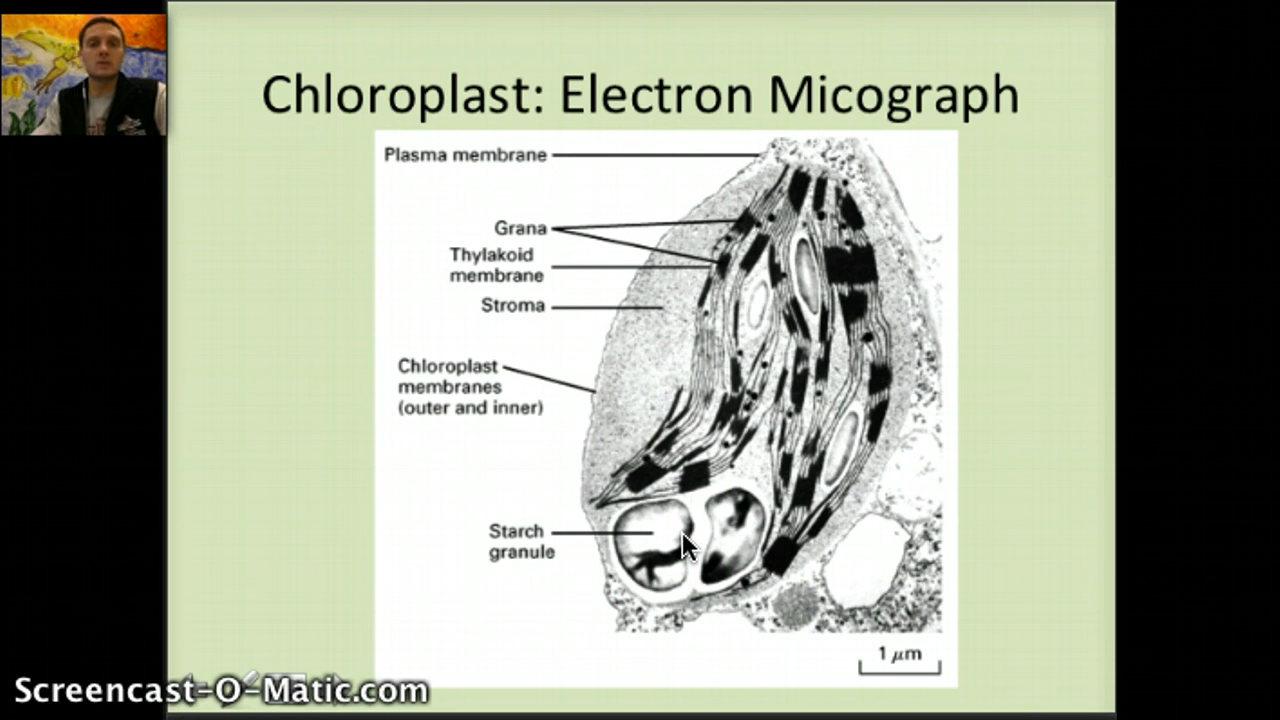 Chloroplast: Electron Micograph
Plasma membrane
Grana
Thylakoid
membrane
Stroma
Chloroplast
membranes
(outer and inner)
Starch
granule
1 μm
Screencast-O-Matic.com